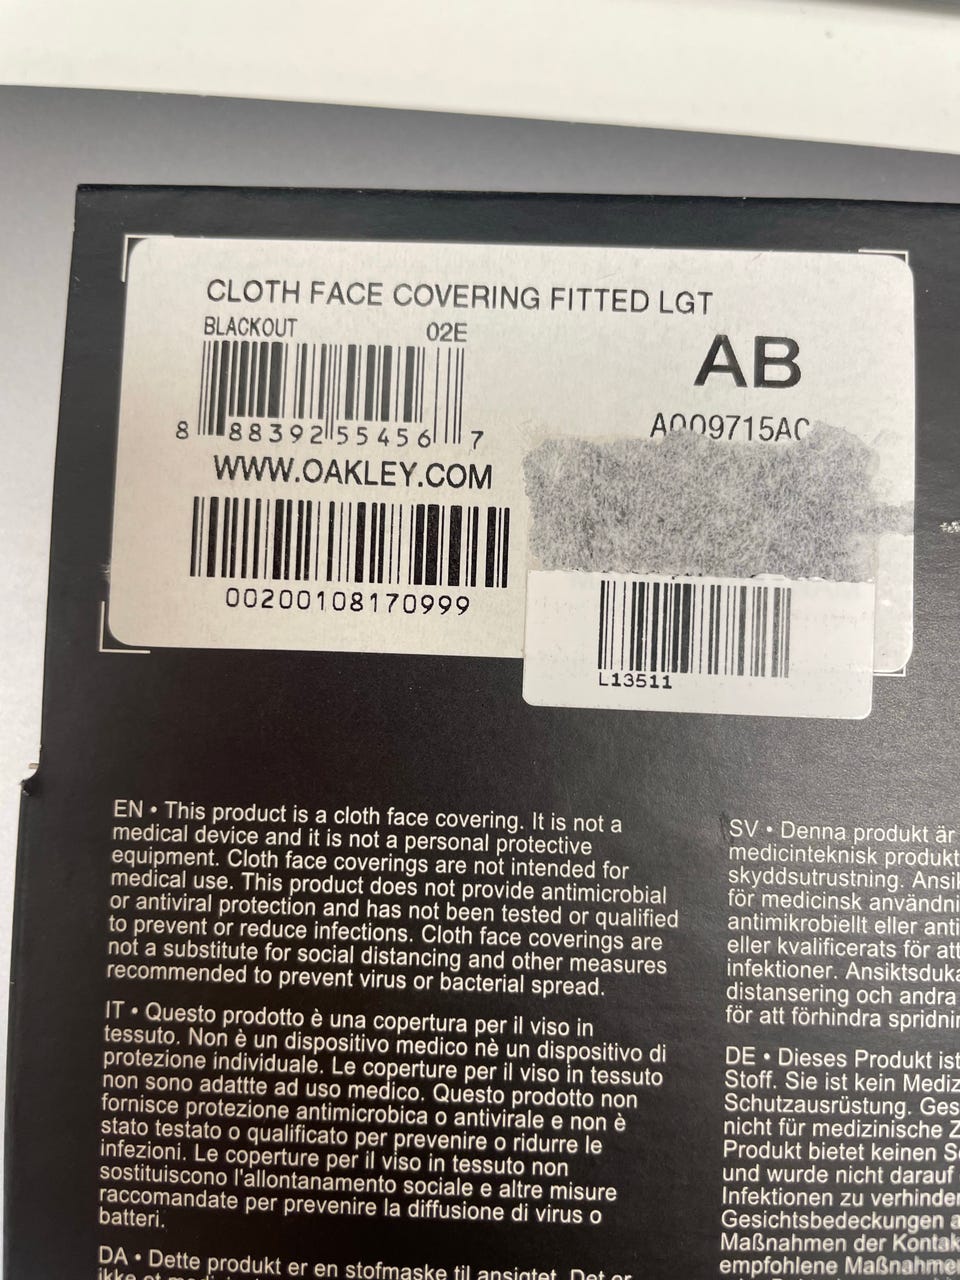 CLOTH FACE COVERING FITTED LGT
BLACKOUT 02E
AB
8 88392 55456 7
A009715AC
WWW.OAKLEY.COM
00200108170999
L13511
EN • This product is a cloth face covering. It is not a
medical device and it is not a personal protective
equipment. Cloth face coverings are not intended for
medical use. This product does not provide antimicrobial
or antiviral protection and has not been tested or qualified
to prevent or reduce infections. Cloth face coverings are
not a substitute for social distancing and other measures
recommended to prevent virus or bacterial spread.
IT • Questo prodotto è una copertura per il viso in
tessuto. Non è un dispositivo medico nè un dispositivo di
protezione individuale. Le coperture per il viso in tessuto
non sono adattte ad uso medico. Questo prodotto non
fornisce protezione antimicrobica o antivirale e non è
stato testato o qualificato per prevenire o ridurre le
infezioni. Le coperture per il viso in tessuto non
sostituiscono l'allontanamento sociale e altre misure
raccomandate per prevenire la diffusione di virus o
batteri.
DA • Dette produkt er en stofmaske til ansigtet. Det er
SV • Denna produkt är
medicinteknisk produkt
skyddsutrustning. Ansik
för medicinsk användni
antimikrobiellt eller anti
eller kvalificerats för att
infektioner. Ansiktsduka
distansering och andra
för att förhindra spridnin
DE • Dieses Produkt ist
Stoff. Sie ist kein Mediz
Schutzausrüstung. Ges
nicht für medizinische Z
Produkt bietet keinen S
und wurde nicht darauf
Infektionen zu verhinder
Gesichtsbedeckungen a
Maßnahmen der Kontak
empfohlene Maßnahme